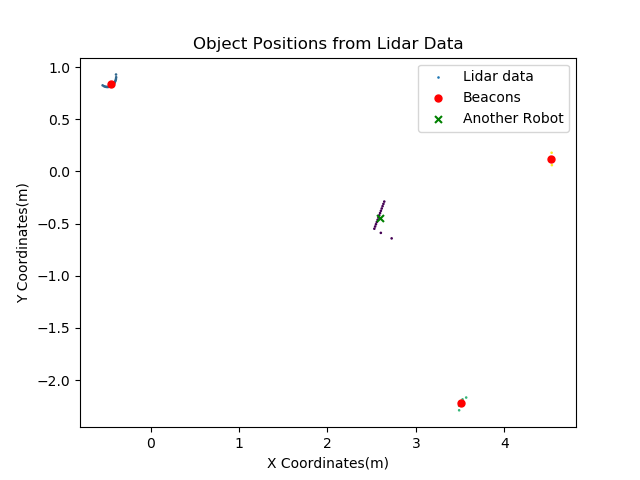 Object Positions from Lidar Data
Lidar data
Beacons
Another Robot
1.0
0.5
0.0
−0.5
−1.0
−1.5
−2.0
Y Coordinates(m)
0
1
2
3
4
X Coordinates(m)